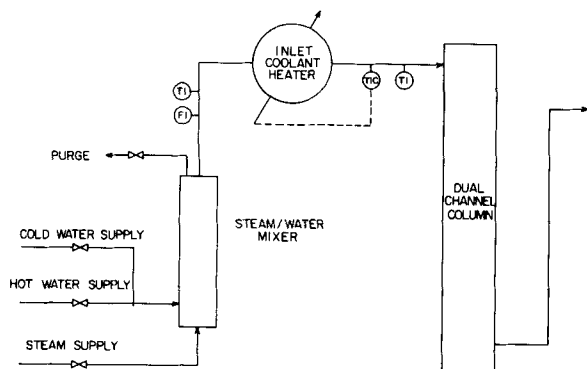 INLET
COOLANT
HEATER
TI
TIC
TI
FI
PURGE
DUAL
CHANNEL
COLUMN
STEAM/WATER
MIXER
COLD WATER SUPPLY
HOT WATER SUPPLY
STEAM SUPPLY